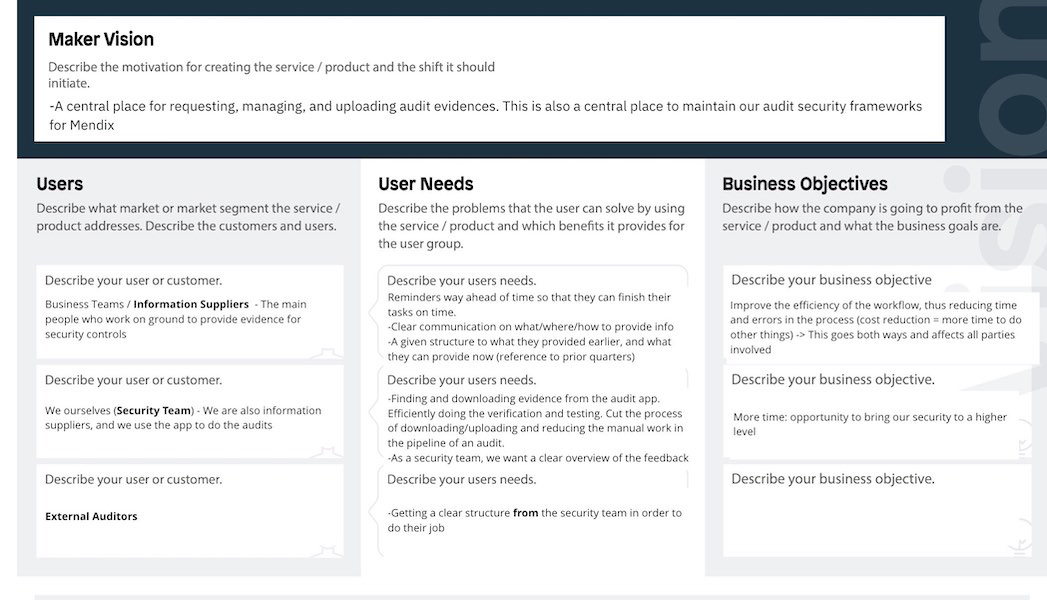 Maker Vision
Describe the motivation for creating the service / product and the shift it should
initiate.
-A central place for requesting, managing, and uploading audit evidences. This is also a central place to maintain our audit security frameworks
for Mendix
Users
Describe what market or market segment the service /
product addresses. Describe the customers and users.
Describe your user or customer.
Business Teams / Information Suppliers - The main
people who work on ground to provide evidence for
security controls
Describe your user or customer.
We ourselves (Security Team) - We are also information
suppliers, and we use the app to do the audits
Describe your user or customer.
External Auditors
User Needs
Describe the problems that the user can solve by using
the service / product and which benefits it provides for
the user group.
Describe your users needs.
Reminders way ahead of time so that they can finish their
tasks on time.
-Clear communication on what/where/how to provide info
-A given structure to what they provided earlier, and what
they can provide now (reference to prior quarters)
Describe your users needs.
-Finding and downloading evidence from the audit app.
Efficiently doing the verification and testing. Cut the process
of downloading/uploading and reducing the manual work in
the pipeline of an audit.
-As a security team, we want a clear overview of the feedback
Describe your users needs.
-Getting a clear structure from the security team in order to
do their job
Business Objectives
Describe how the company is going to profit from the
service / product and what the business goals are.
Describe your business objective
Improve the efficiency of the workflow, thus reducing time
and errors in the process (cost reduction = more time to do
other things) -> This goes both ways and affects all parties
involved
Describe your business objective.
More time: opportunity to bring our security to a higher
level
Describe your business objective.
Vision